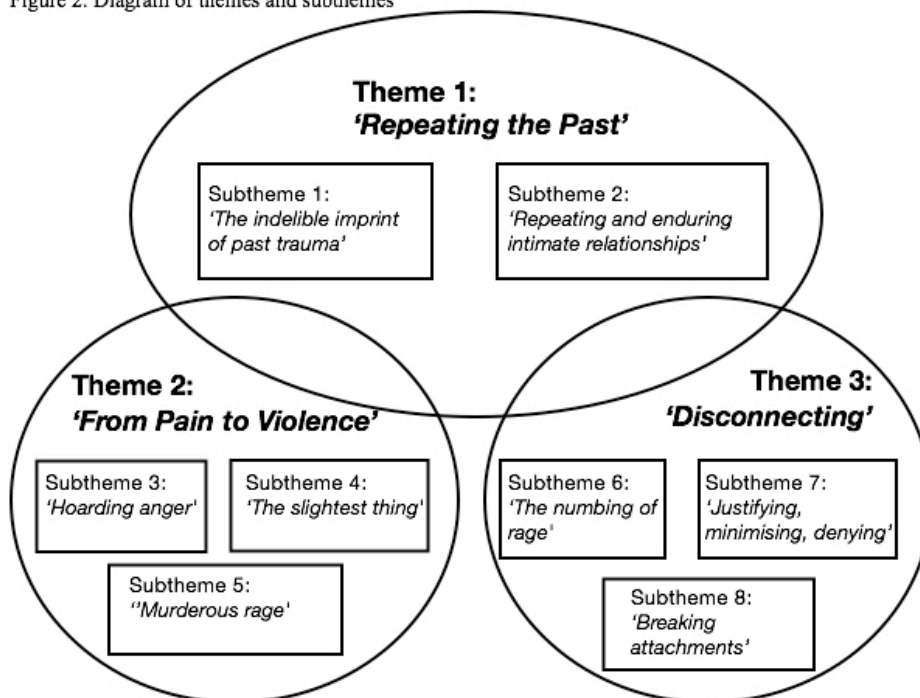 Figure 2. Diagram of themes and subthemes
Theme 1:
‘Repeating the Past’
Subtheme 1:
‘The indelible imprint
of past trauma’
Subtheme 2:
‘Repeating and enduring
intimate relationships’
Theme 2:
‘From Pain to Violence’
Subtheme 3:
‘Hoarding anger’
Subtheme 4:
‘The slightest thing’
Subtheme 5:
‘’Murderous rage’
Theme 3:
‘Disconnecting’
Subtheme 6:
‘The numbing of
rage’
Subtheme 7:
‘Justifying,
minimising, denying’
Subtheme 8:
‘Breaking
attachments’